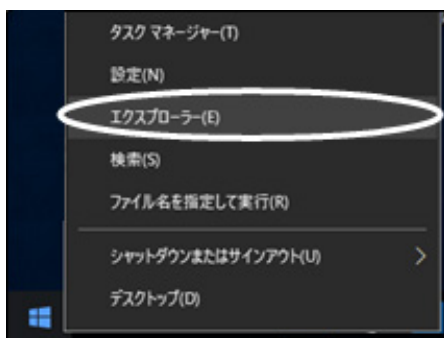 タスク マネージャー(T)
設定(N)
エクスプローラー(E)
検索(S)
ファイル名を指定して実行(R)
シャットダウンまたはサインアウト(U)
デスクトップ(D)